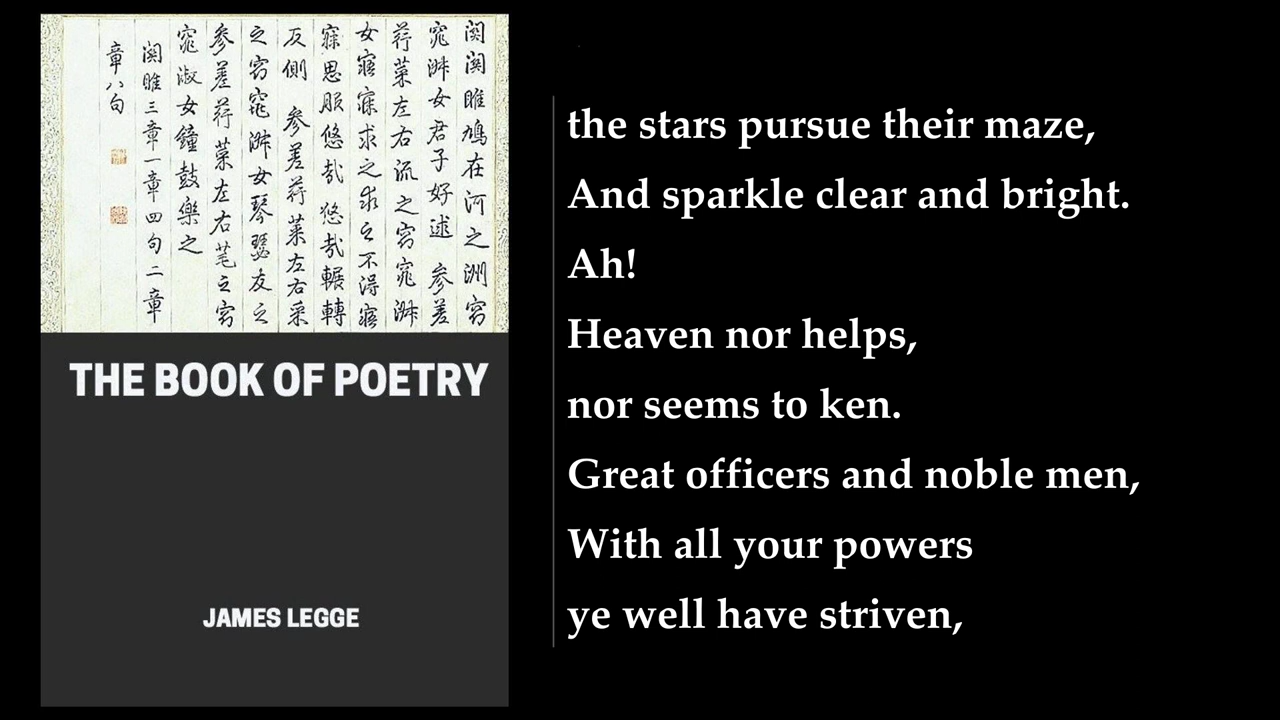 關關雎鳩在河之洲窈
窕淑女君子好逑 參差
荇菜左右流之窈窕淑
女寤寐求之求之不得寤
寐思服悠哉悠哉輾轉
反側 參差荇菜左右采
之窈窕淑女琴瑟友之
參差荇菜左右芼之窈
窕淑女鐘鼓樂之
關雎三章一章四句二章
章八句
THE BOOK OF POETRY
JAMES LEGGE
the stars pursue their maze,
And sparkle clear and bright.
Ah!
Heaven nor helps,
nor seems to ken.
Great officers and noble men,
With all your powers
ye well have striven,